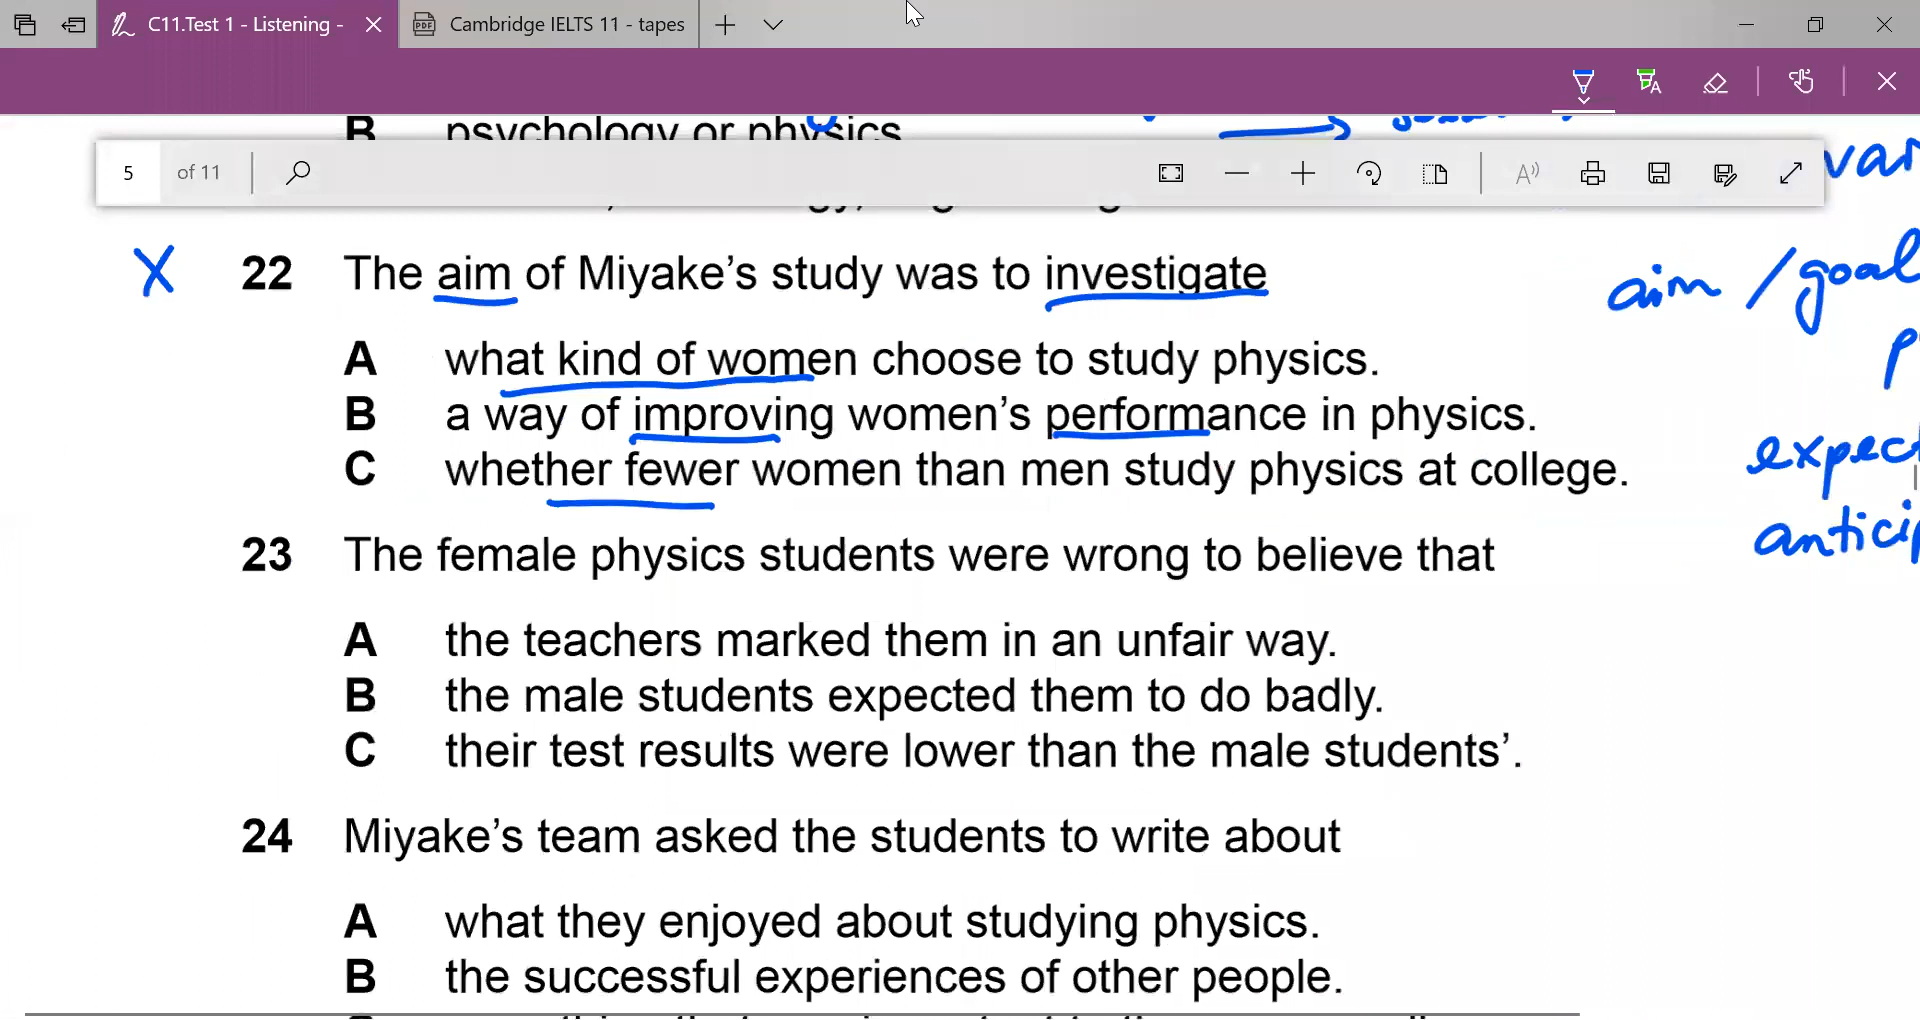 C11.Test 1 - Listening -
Cambridge IELTS 11 - tapes
B psychology or physics
5 of 11
X 22 The aim of Miyake's study was to investigate
aim / goal
A what kind of women choose to study physics.
B a way of improving women's performance in physics.
C whether fewer women than men study physics at college.
23 The female physics students were wrong to believe that
A the teachers marked them in an unfair way.
B the male students expected them to do badly.
C their test results were lower than the male students'.
24 Miyake's team asked the students to write about
A what they enjoyed about studying physics.
B the successful experiences of other people.